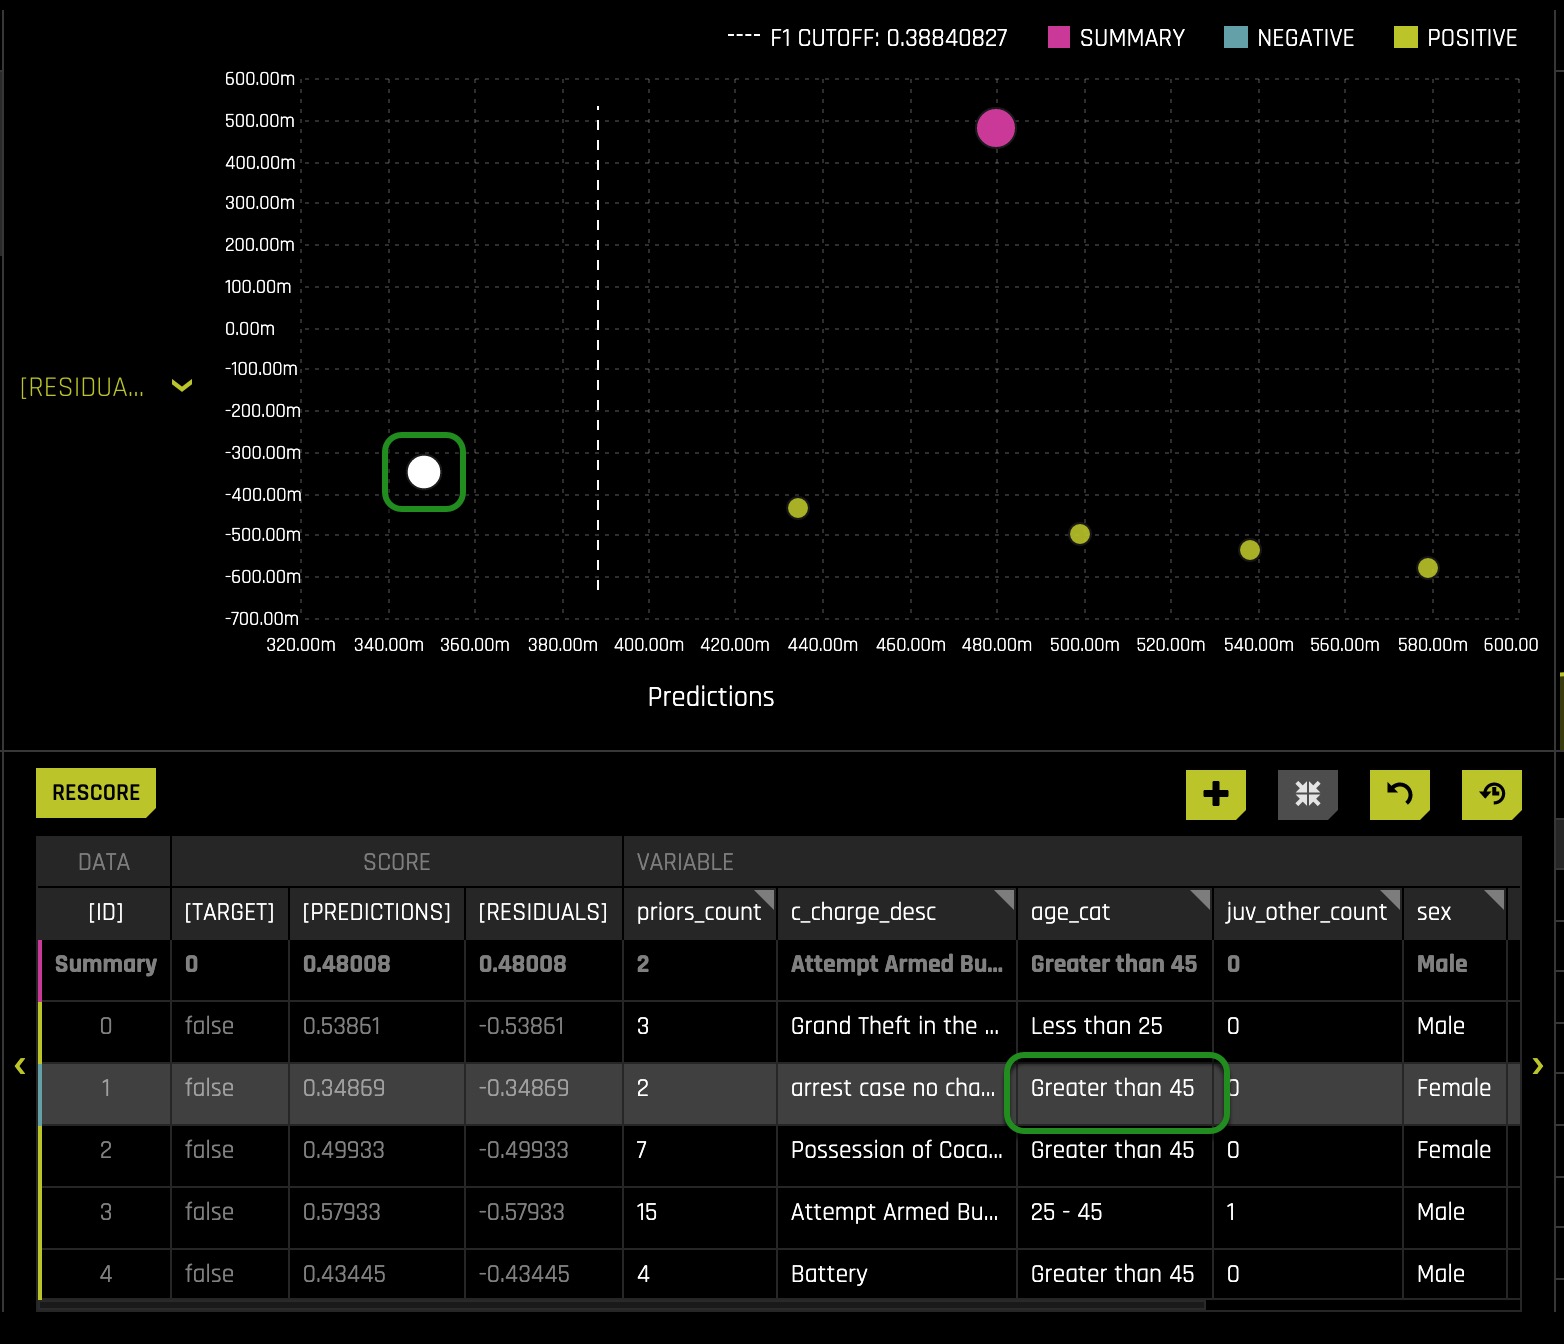 F1 CUTOFF: 0.38840827 SUMMARY NEGATIVE POSITIVE
600.00m
500.00m
400.00m
300.00m
200.00m
100.00m
0.00m
-100.00m
[RESIDUA...
-200.00m
-300.00m
-400.00m
-500.00m
-600.00m
-700.00m
320.00m 340.00m 360.00m 380.00m 400.00m 420.00m 440.00m 460.00m 480.00m 500.00m 520.00m 540.00m 560.00m 580.00m 600.00
Predictions
RESCORE
DATA SCORE VARIABLE
[ID] [TARGET] [PREDICTIONS] [RESIDUALS] priors_count c_charge_desc age_cat juv_other_count sex
Summary 0 0.48008 0.48008 2 Attempt Armed Bu... Greater than 45 0 Male
0 false 0.53861 -0.53861 3 Grand Theft in the ... Less than 25 0 Male
1 false 0.34869 -0.34869 2 arrest case no cha... Greater than 45 0 Female
2 false 0.49933 -0.49933 7 Possession of Coca... Greater than 45 0 Female
3 false 0.57933 -0.57933 15 Attempt Armed Bu... 25 - 45 1 Male
4 false 0.43445 -0.43445 4 Battery Greater than 45 0 Male